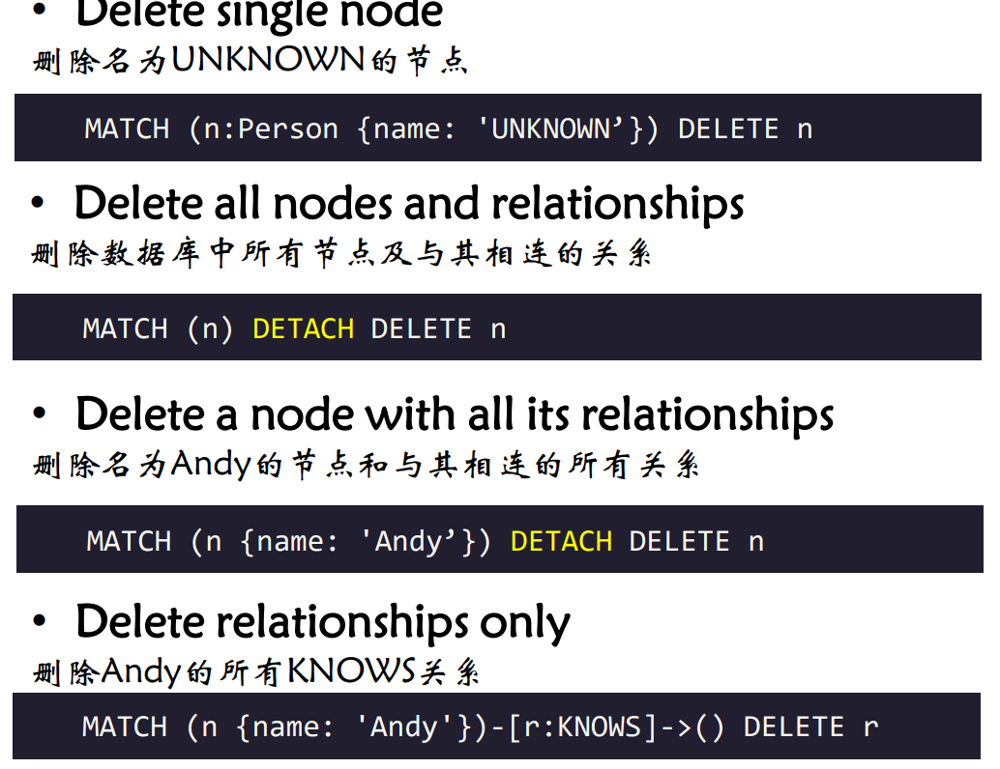 • Delete single node
删除名为UNKNOWN的节点
MATCH (n:Person {name: 'UNKNOWN’}) DELETE n
• Delete all nodes and relationships
删除数据库中所有节点及与其相连的关系
MATCH (n) DETACH DELETE n
• Delete a node with all its relationships
删除名为Andy的节点和与其相连的所有关系
MATCH (n {name: 'Andy’}) DETACH DELETE n
• Delete relationships only
删除Andy的所有KNOWS关系
MATCH (n {name: 'Andy'})-[r:KNOWS]->() DELETE r